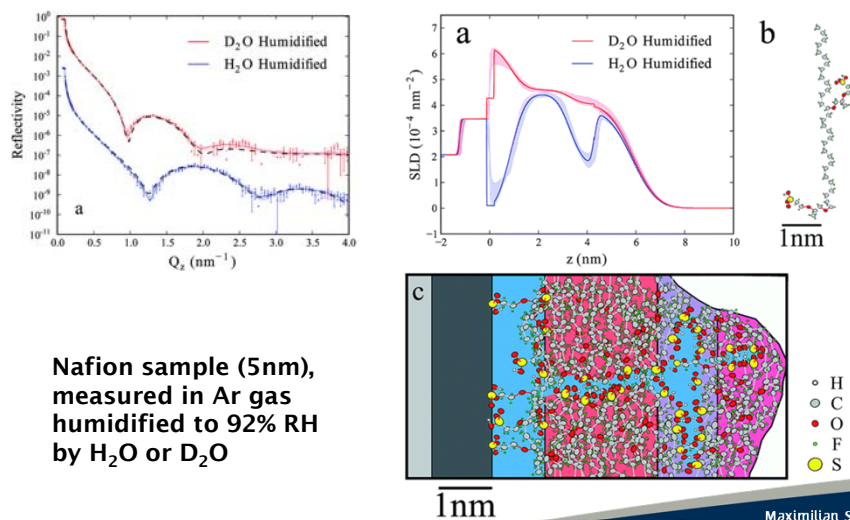 10⁰
10⁻¹
10⁻²
10⁻³
10⁻⁴
10⁻⁵
10⁻⁶
10⁻⁷
10⁻⁸
10⁻⁹
10⁻¹⁰
10⁻¹¹
Reflectivity
D₂O Humidified
H₂O Humidified
a
0.0 0.5 1.0 1.5 2.0 2.5 3.0 3.5 4.0
Q_z (nm⁻¹)
7
6
5
4
3
2
1
0
−1
SLD (10⁻⁴ nm⁻²)
a
D₂O Humidified
H₂O Humidified
−2 0 2 4 6 8 10
z (nm)
b
1nm
c
1nm
H
C
O
F
S
Nafion sample (5nm),
measured in Ar gas
humidified to 92% RH
by H₂O or D₂O
Maximilian S